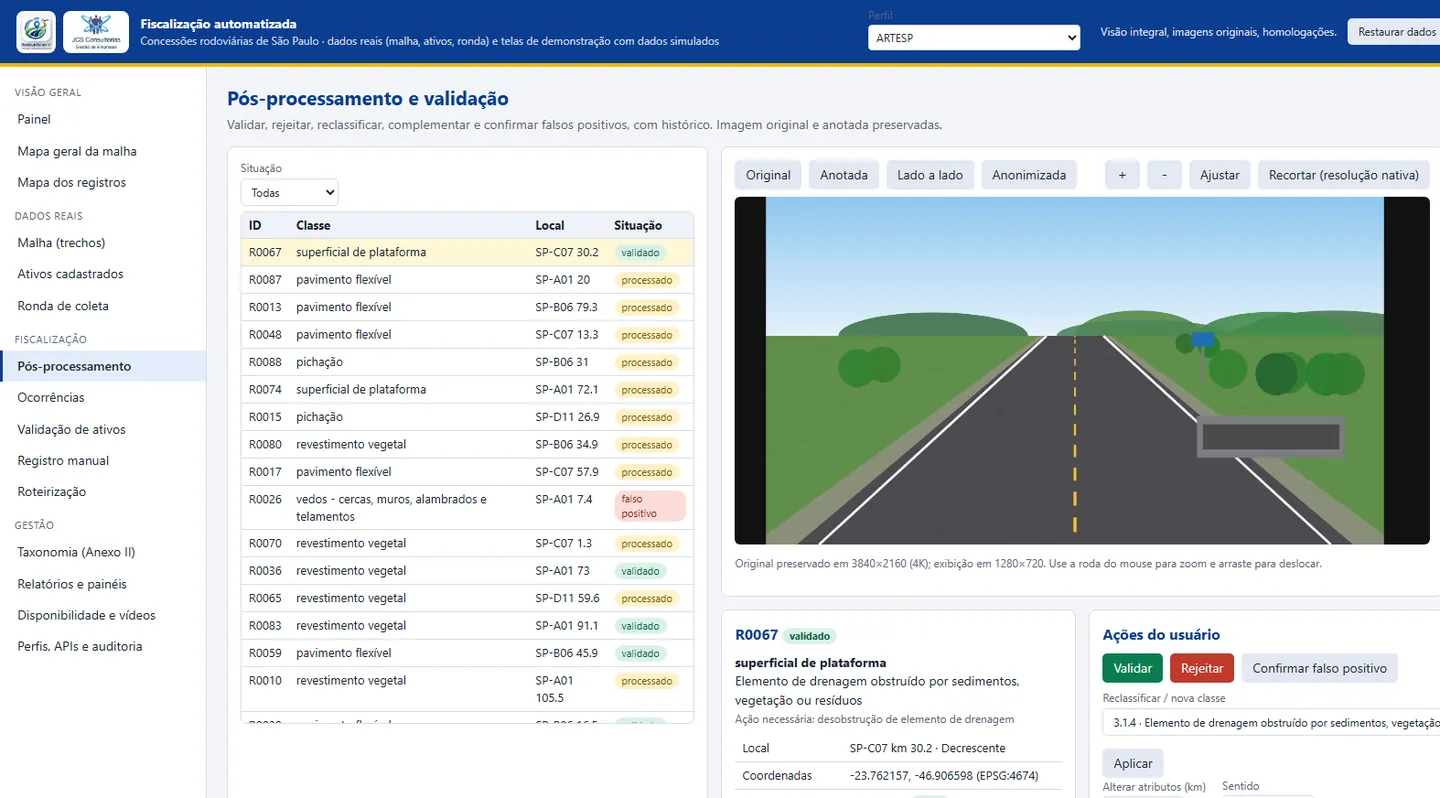 RodoviaScan
JCS Consultorias
Gestão de Empresas
Fiscalização automatizada
Concessões rodoviárias de São Paulo · dados reais (malha, ativos, ronda) e telas de demonstração com dados simulados
Perfil
ARTESP
Visão integral, imagens originais, homologações.
Restaurar dados
VISÃO GERAL
Painel
Mapa geral da malha
Mapa dos registros
DADOS REAIS
Malha (trechos)
Ativos cadastrados
Ronda de coleta
FISCALIZAÇÃO
Pós-processamento
Ocorrências
Validação de ativos
Registro manual
Roteirização
GESTÃO
Taxonomia (Anexo II)
Relatórios e painéis
Disponibilidade e vídeos
Perfis, APIs e auditoria
Pós-processamento e validação
Validar, rejeitar, reclassificar, complementar e confirmar falsos positivos, com histórico. Imagem original e anotada preservadas.
Situação
Todas
ID Classe Local Situação
R0067 superficial de plataforma SP-C07 30.2 validado
R0087 pavimento flexível SP-A01 20 processado
R0013 pavimento flexível SP-B06 79.3 processado
R0048 pavimento flexível SP-C07 13.3 processado
R0088 pichação SP-B06 31 processado
R0074 superficial de plataforma SP-A01 72.1 processado
R0015 pichação SP-D11 26.9 processado
R0080 revestimento vegetal SP-B06 34.9 processado
R0017 pavimento flexível SP-C07 57.9 processado
R0026 vedos - cercas, muros, alambrados e SP-A01 7.4 falso
telamentos positivo
R0070 revestimento vegetal SP-C07 1.3 processado
R0036 revestimento vegetal SP-A01 73 validado
R0065 revestimento vegetal SP-D11 59.6 processado
R0083 revestimento vegetal SP-A01 91.1 validado
R0059 pavimento flexível SP-B06 45.9 validado
R0010 revestimento vegetal SP-A01 processado
105.5
Original Anotada Lado a lado Anonimizada + - Ajustar Recortar (resolução nativa)
Original preservado em 3840×2160 (4K); exibição em 1280×720. Use a roda do mouse para zoom e arraste para deslocar.
R0067 validado
superficial de plataforma
Elemento de drenagem obstruído por sedimentos,
vegetação ou resíduos
Ação necessária: desobstrução de elemento de drenagem
Local SP-C07 km 30.2 · Decrescente
Coordenadas -23.762157, -46.906598 (EPSG:4674)
Ações do usuário
Validar Rejeitar Confirmar falso positivo
Reclassificar / nova classe
3.1.4 · Elemento de drenagem obstruído por sedimentos, vegetação
Aplicar
Alterar atributos (km) Sentido